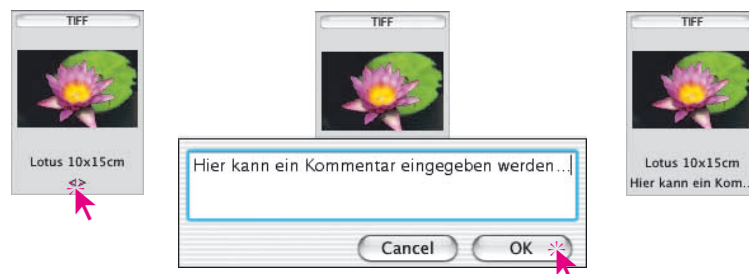 TIFF
Lotus 10x15cm
<>
TIFF
Hier kann ein Kommentar eingegeben werden...
Cancel
OK
TIFF
Lotus 10x15cm
Hier kann ein Kom...